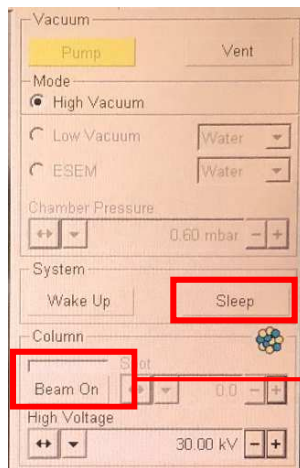 Vacuum
Pump Vent
Mode
High Vacuum
Low Vacuum Water
ESEM Water
Chamber Pressure
0.60 mbar - +
System
Wake Up Sleep
Column
Spot
Beam On 0.0 - +
High Voltage
30.00 kV - +